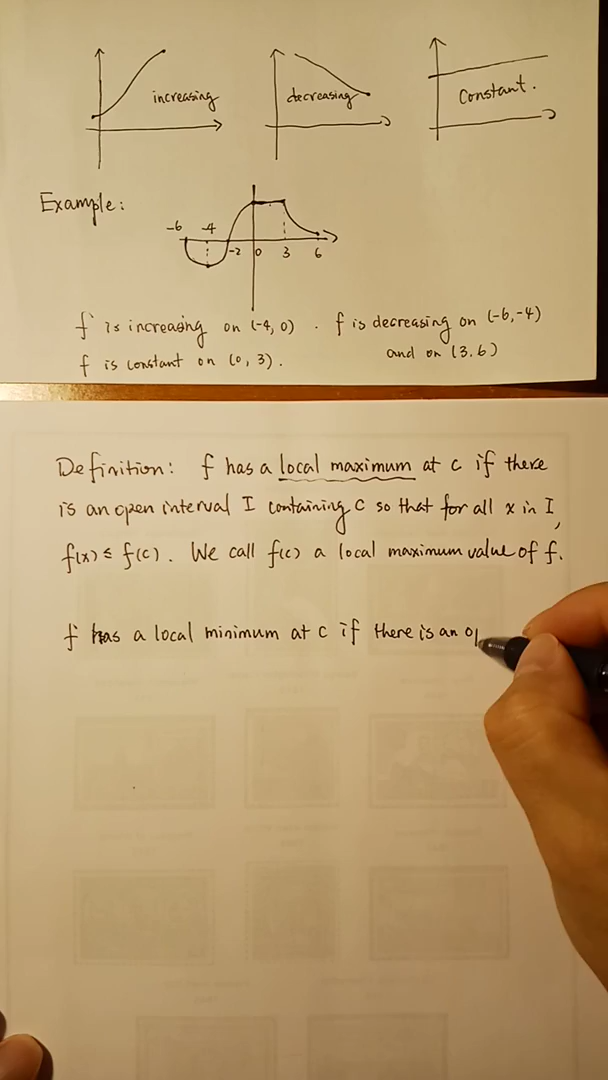 increasing
decreasing
Constant.
Example:
-6 -4 -2 0 3 6
f is increasing on (-4, 0). f is decreasing on (-6, -4)
f is constant on (0, 3). and on (3, 6)
Definition: f has a local maximum at c if there
is an open interval I containing c so that for all x in I,
f(x) ≤ f(c). We call f(c) a local maximum value of f.
f has a local minimum at c if there is an